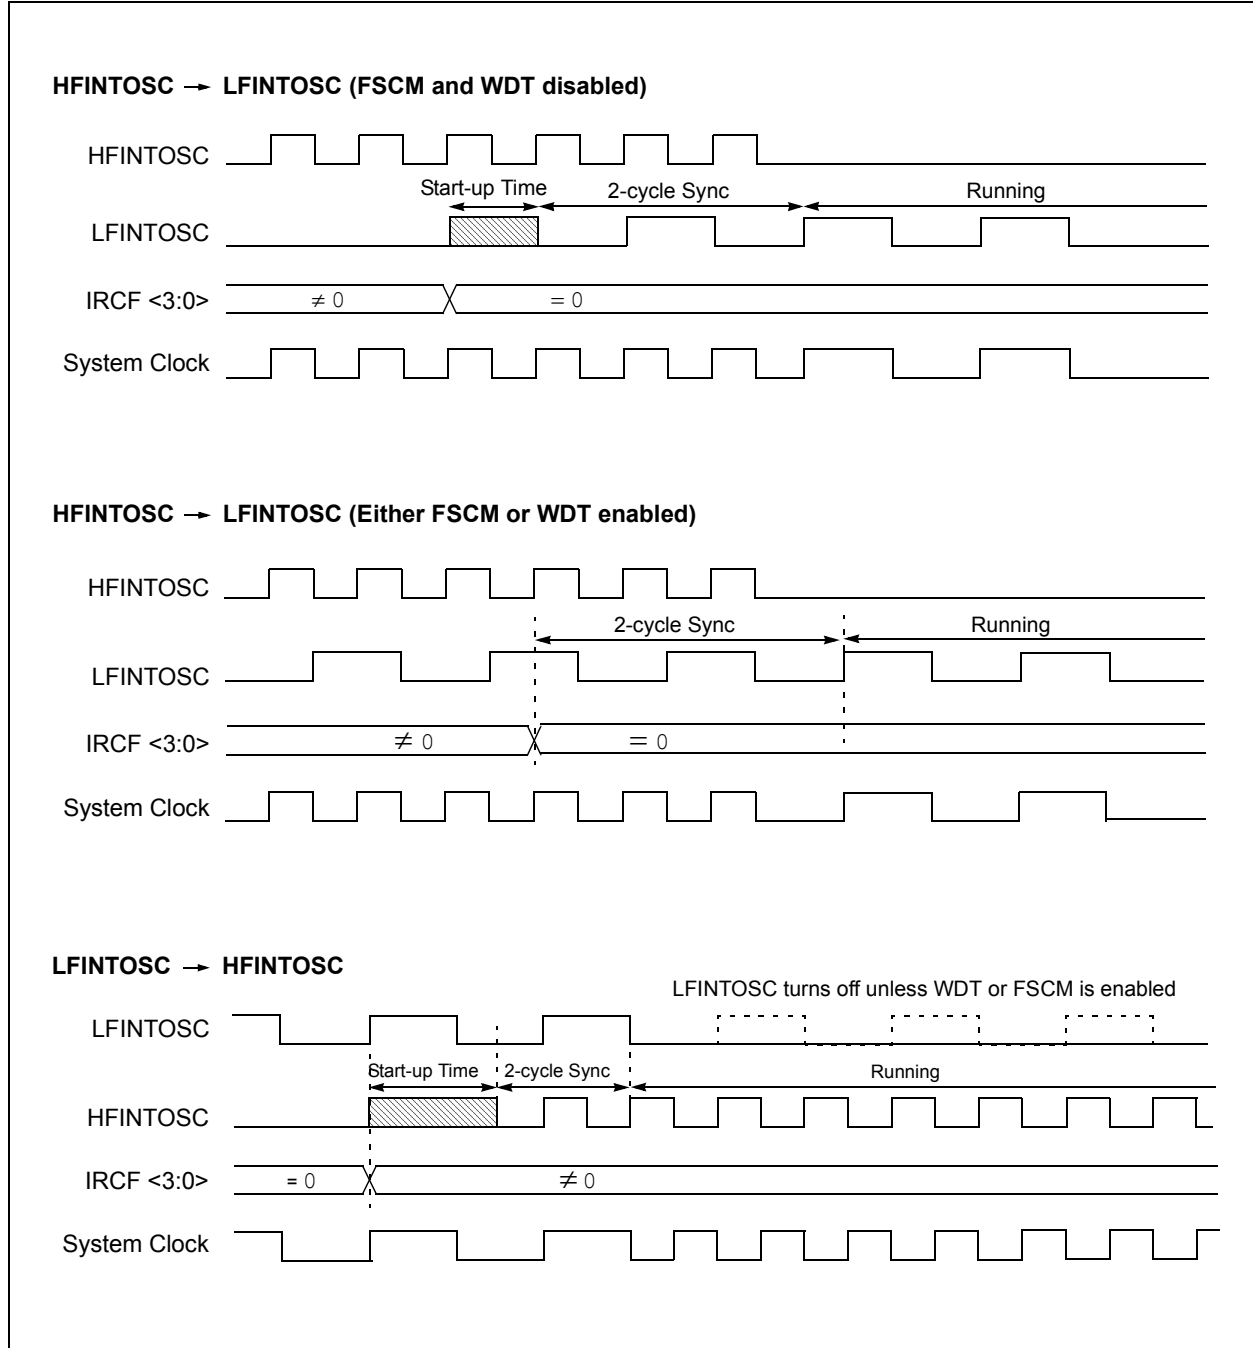 HFINTOSC → LFINTOSC (FSCM and WDT disabled)
HFINTOSC
Start-up Time 2-cycle Sync Running
LFINTOSC
IRCF <3:0> ≠ 0 = 0
System Clock
HFINTOSC → LFINTOSC (Either FSCM or WDT enabled)
HFINTOSC
2-cycle Sync Running
LFINTOSC
IRCF <3:0> ≠ 0 = 0
System Clock
LFINTOSC → HFINTOSC
LFINTOSC turns off unless WDT or FSCM is enabled
LFINTOSC
Start-up Time 2-cycle Sync Running
HFINTOSC
IRCF <3:0> = 0 ≠ 0
System Clock